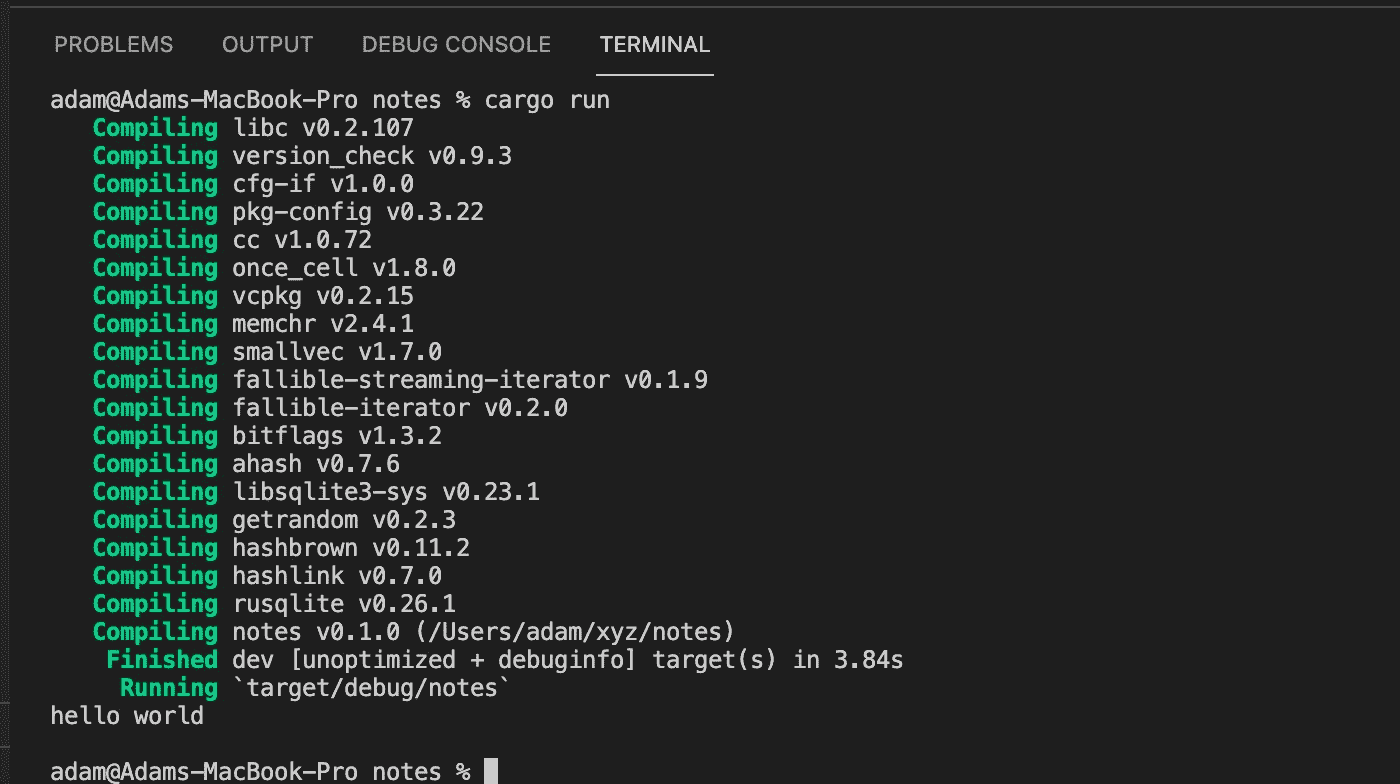 PROBLEMS OUTPUT DEBUG CONSOLE TERMINAL
adam@Adams-MacBook-Pro notes % cargo run
Compiling libc v0.2.107
Compiling version_check v0.9.3
Compiling cfg-if v1.0.0
Compiling pkg-config v0.3.22
Compiling cc v1.0.72
Compiling once_cell v1.8.0
Compiling vcpkg v0.2.15
Compiling memchr v2.4.1
Compiling smallvec v1.7.0
Compiling fallible-streaming-iterator v0.1.9
Compiling fallible-iterator v0.2.0
Compiling bitflags v1.3.2
Compiling ahash v0.7.6
Compiling libsqlite3-sys v0.23.1
Compiling getrandom v0.2.3
Compiling hashbrown v0.11.2
Compiling hashlink v0.7.0
Compiling rusqlite v0.26.1
Compiling notes v0.1.0 (/Users/adam/xyz/notes)
Finished dev [unoptimized + debuginfo] target(s) in 3.84s
Running `target/debug/notes`
hello world
adam@Adams-MacBook-Pro notes %